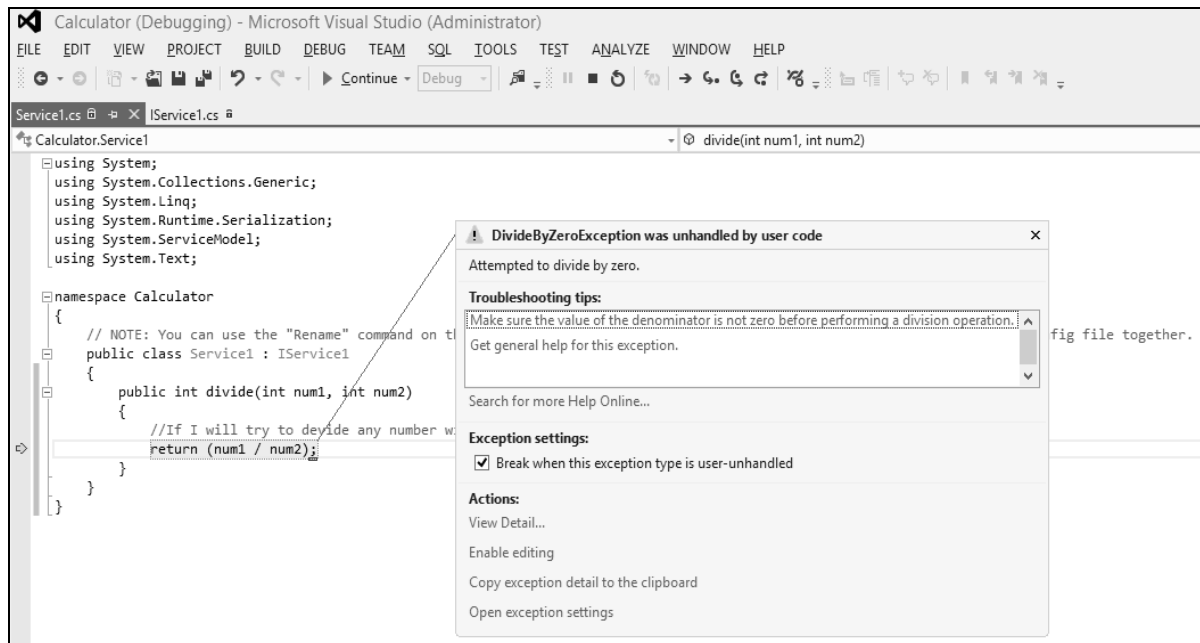 Calculator (Debugging) - Microsoft Visual Studio (Administrator)
FILE EDIT VIEW PROJECT BUILD DEBUG TEAM SQL TOOLS TEST ANALYZE WINDOW HELP
Continue Debug
Service1.cs IService1.cs
Calculator.Service1 divide(int num1, int num2)
using System;
using System.Collections.Generic;
using System.Linq;
using System.Runtime.Serialization;
using System.ServiceModel;
using System.Text;
namespace Calculator
{
// NOTE: You can use the "Rename" command on th fig file together.
public class Service1 : IService1
{
public int divide(int num1, int num2)
{
//If I will try to devide any number w
return (num1 / num2);
}
}
}
DivideByZeroException was unhandled by user code
Attempted to divide by zero.
Troubleshooting tips:
Make sure the value of the denominator is not zero before performing a division operation.
Get general help for this exception.
Search for more Help Online...
Exception settings:
Break when this exception type is user-unhandled
Actions:
View Detail...
Enable editing
Copy exception detail to the clipboard
Open exception settings